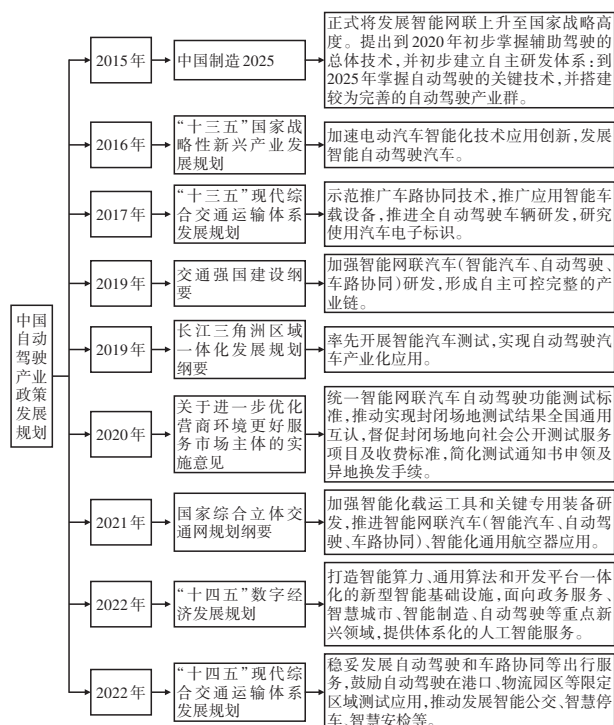 中国
自动
驾驶
产业
政策
发展
规划
2015年
中国制造2025
正式将发展智能网联上升至国家战略高
度。提出到2020年初步掌握辅助驾驶的
总体技术，并初步建立自主研发体系：到
2025年掌握自动驾驶的关键技术，并搭建
较为完善的自动驾驶产业群。
2016年
“十三五”国家战
略性新兴产业发
展规划
加速电动汽车智能化技术应用创新，发展
智能自动驾驶汽车。
2017年
“十三五”现代综
合交通运输体系
发展规划
示范推广车路协同技术，推广应用智能车
载设备，推进全自动驾驶车辆研发，研究
使用汽车电子标识。
2019年
交通强国建设纲
要
加强智能网联汽车（智能汽车、自动驾驶、
车路协同）研发，形成自主可控完整的产
业链。
2019年
长江三角洲区域
一体化发展规划
纲要
率先开展智能汽车测试，实现自动驾驶汽
车产业化应用。
2020年
关于进一步优化
营商环境更好服
务市场主体的实
施意见
统一智能网联汽车自动驾驶功能测试标
准，推动实现封闭场地测试结果全国通用
互认，督促封闭场地向社会公开测试服务
项目及收费标准，简化测试通知书申领及
异地换发手续。
2021年
国家综合立体交
通网规划纲要
加强智能化载运工具和关键专用装备研
发，推进智能网联汽车（智能汽车、自动驾
驶、车路协同）、智能化通用航空器应用。
2022年
“十四五”数字经
济发展规划
打造智能算力、通用算法和开发平台一体
化的新型智能基础设施，面向政务服务、
智慧城市、智能制造、自动驾驶等重点新
兴领域，提供体系化的人工智能服务。
2022年
“十四五”现代综
合交通运输体系
发展规划
稳妥发展自动驾驶和车路协同等出行服
务，鼓励自动驾驶在港口、物流园区等限定
区域测试应用，推动发展智能公交、智慧停
车、智慧安检等。